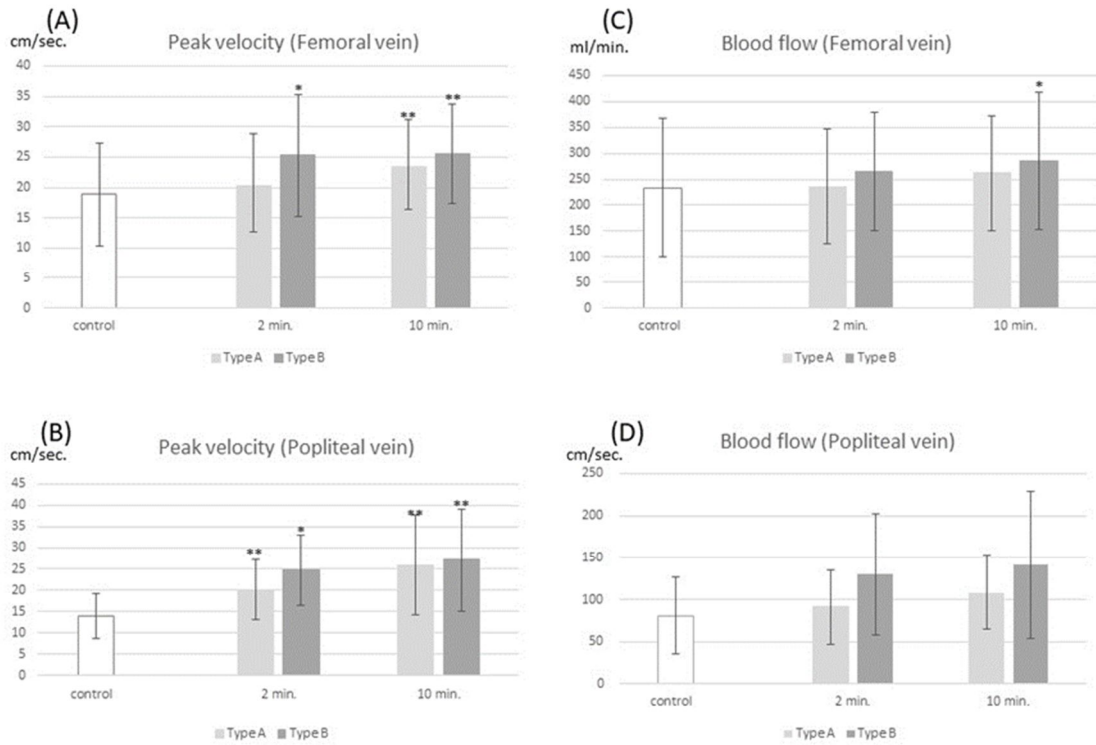 (A)
cm/sec.
Peak velocity (Femoral vein)
40
35
30
25
20
15
10
5
0
*
**
**
control
2 min.
10 min.
Type A
Type B
(C)
ml/min.
Blood flow (Femoral vein)
450
400
350
300
250
200
150
100
50
0
*
control
2 min.
10 min.
Type A
Type B
(B)
cm/sec.
Peak velocity (Popliteal vein)
45
40
35
30
25
20
15
10
5
0
**
*
**
**
control
2 min.
10 min.
Type A
Type B
(D)
cm/sec.
Blood flow (Popliteal vein)
250
200
150
100
50
0
control
2 min.
10 min.
Type A
Type B